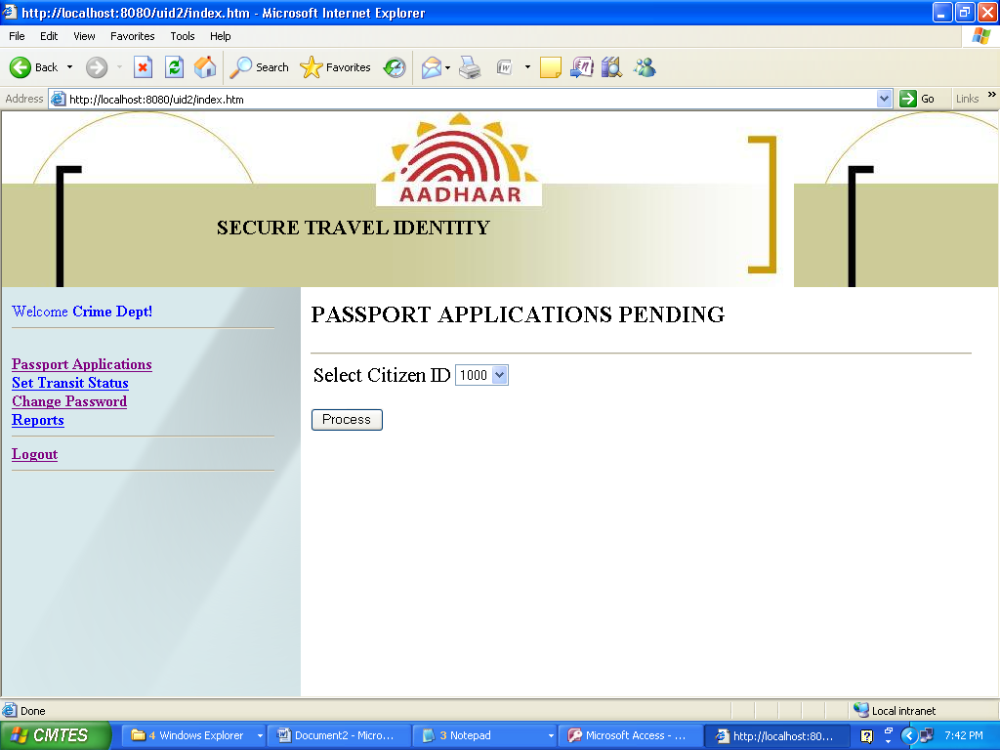 http://localhost:8080/uid2/index.htm - Microsoft Internet Explorer
File Edit View Favorites Tools Help
Back Search Favorites
Address http://localhost:8080/uid2/index.htm Go Links »
AADHAAR
SECURE TRAVEL IDENTITY
Welcome Crime Dept!
Passport Applications
Set Transit Status
Change Password
Reports
Logout
PASSPORT APPLICATIONS PENDING
Select Citizen ID 1000
Process
Done Local intranet
CMTES 4 Windows Explorer Document2 - Micro... 3 Notepad Microsoft Access - ... http://localhost:80... 7:42 PM